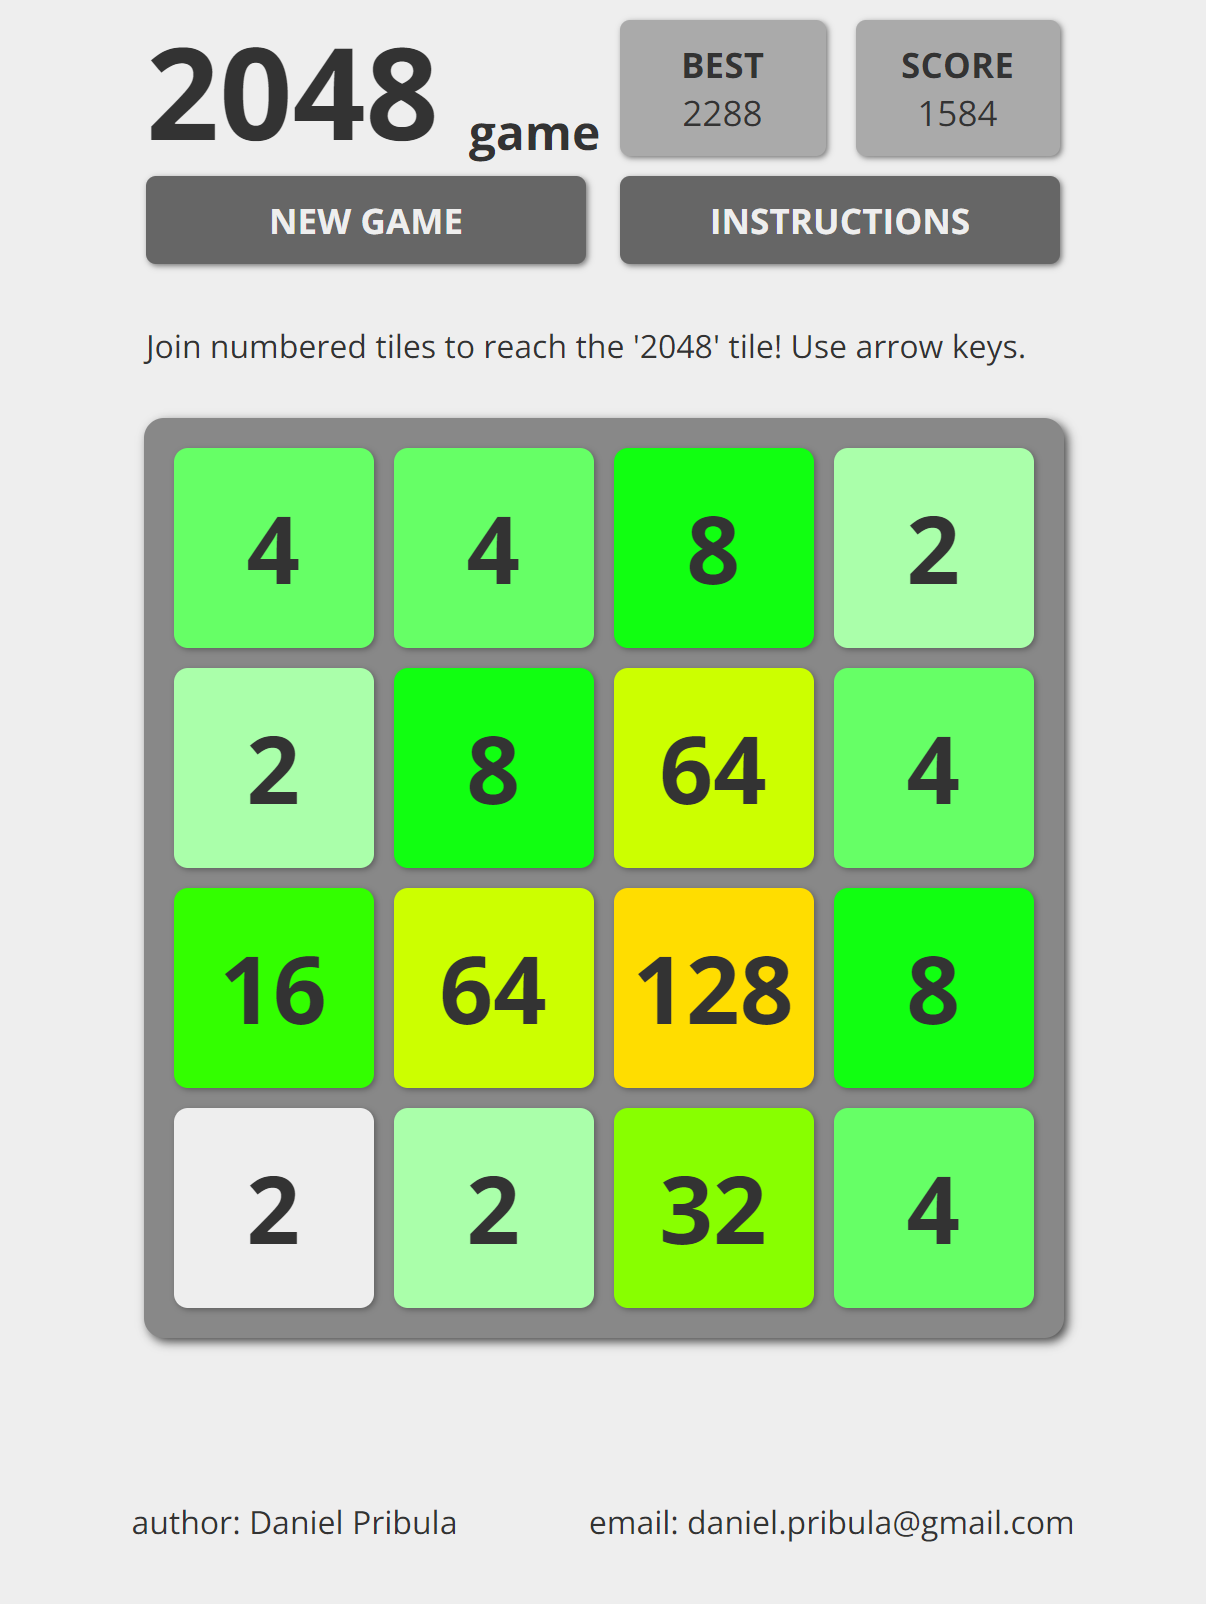 2048 game
BEST
2288
SCORE
1584
NEW GAME
INSTRUCTIONS
Join numbered tiles to reach the '2048' tile! Use arrow keys.
4 4 8 2
2 8 64 4
16 64 128 8
2 2 32 4
author: Daniel Pribula
email: daniel.pribula@gmail.com